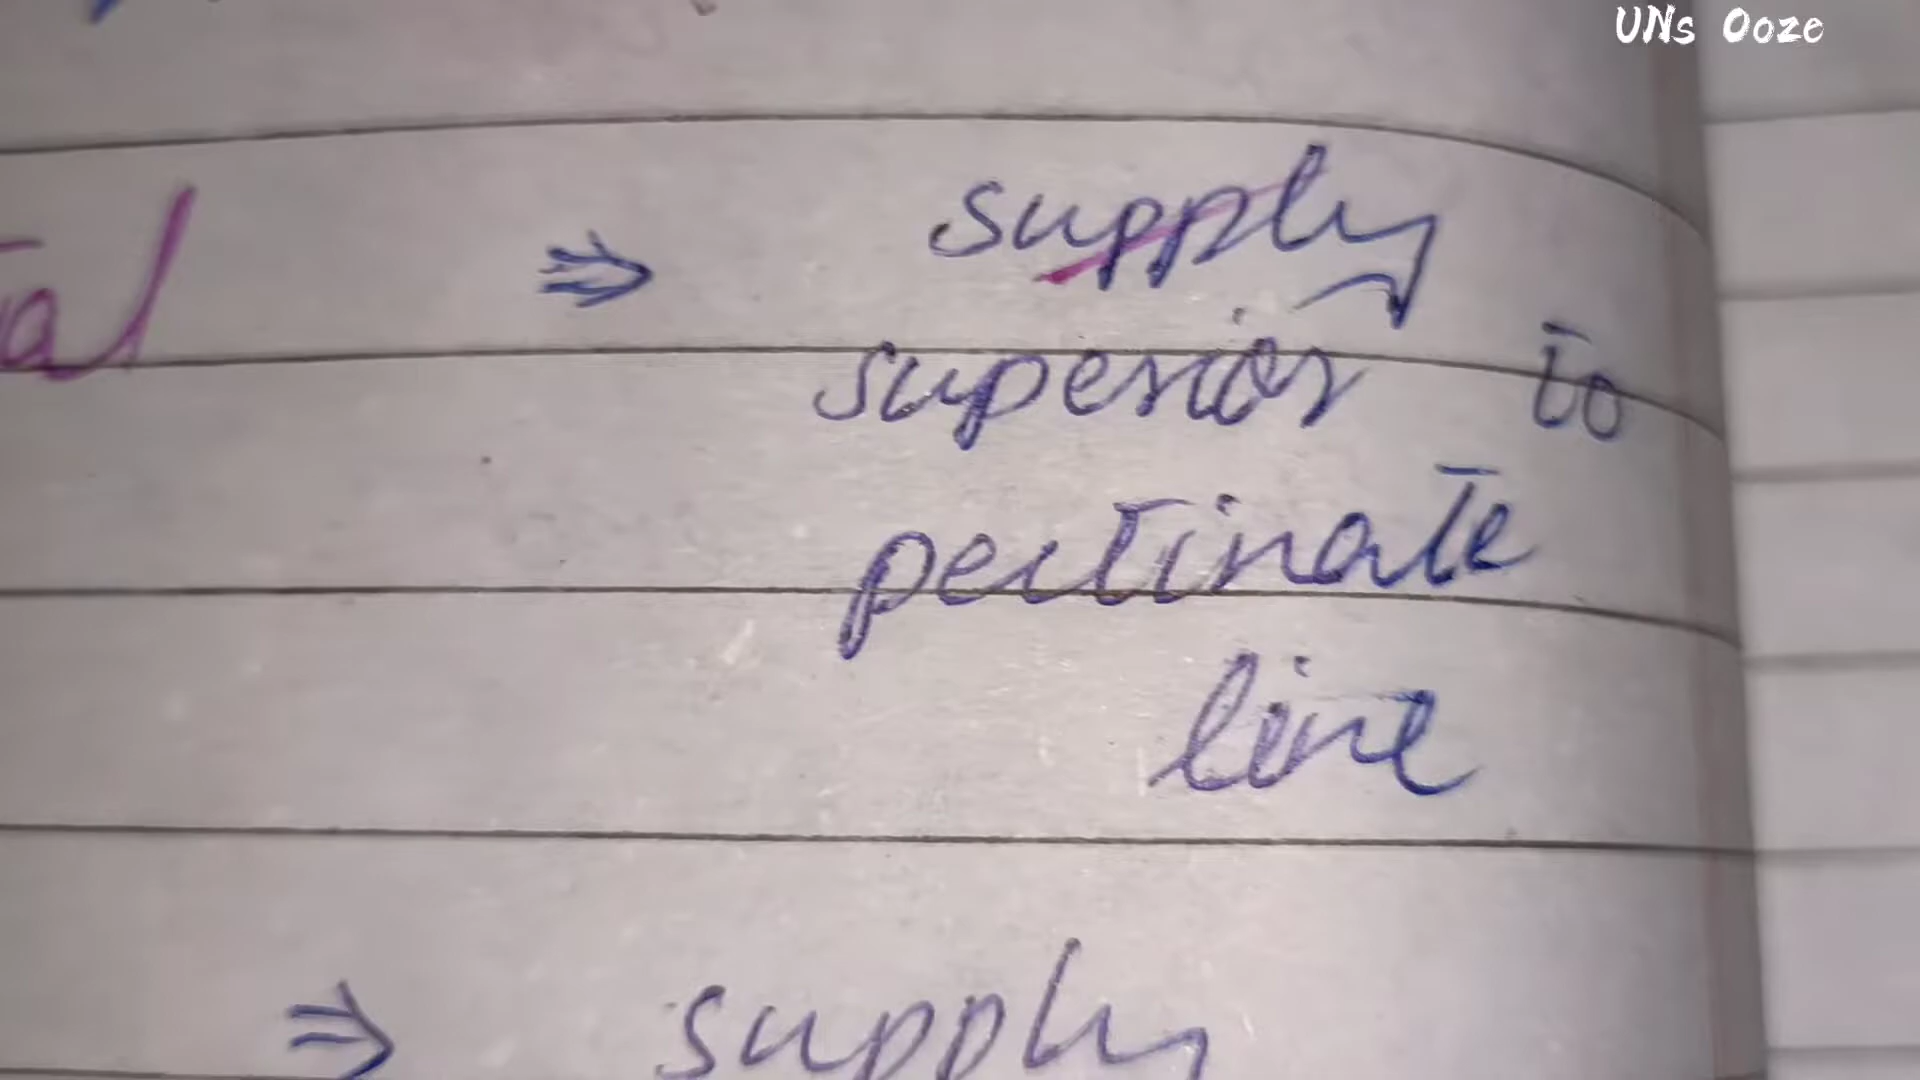 UNs Ooze
⇒ supply
superior to
pectinate
line
⇒ supply